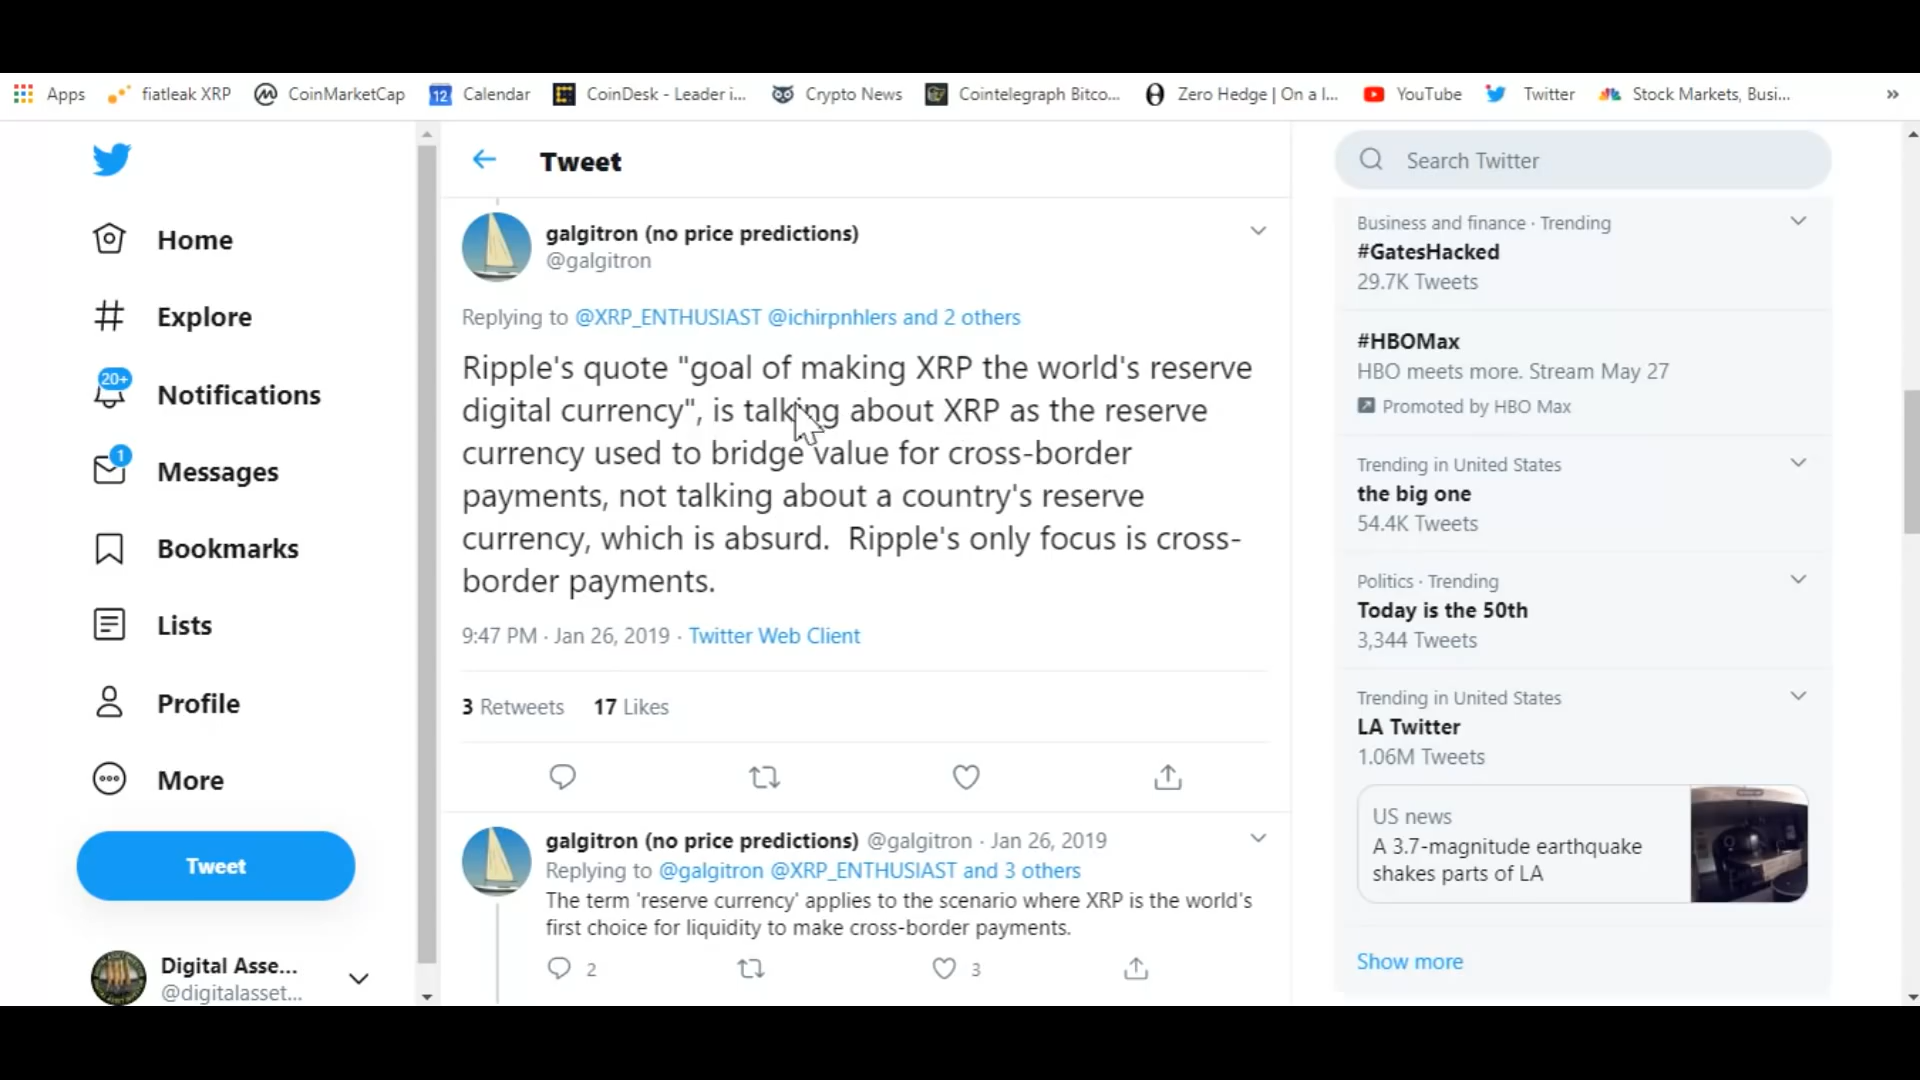 Apps
fiatleak XRP
CoinMarketCap
12
Calendar
CoinDesk - Leader i...
Crypto News
Cointelegraph Bitco...
Zero Hedge | On a l...
YouTube
Twitter
Stock Markets, Busi...
»
Home
Explore
20+
Notifications
1
Messages
Bookmarks
Lists
Profile
More
Tweet
Digital Asse...
@digitalasset...
Tweet
galgitron (no price predictions)
@galgitron
Replying to @XRP_ENTHUSIAST @ichirpnhlers and 2 others
Ripple's quote "goal of making XRP the world's reserve
digital currency", is talking about XRP as the reserve
currency used to bridge value for cross-border
payments, not talking about a country's reserve
currency, which is absurd.  Ripple's only focus is cross-
border payments.
9:47 PM · Jan 26, 2019 · Twitter Web Client
3 Retweets 17 Likes
galgitron (no price predictions) @galgitron · Jan 26, 2019
Replying to @galgitron @XRP_ENTHUSIAST and 3 others
The term 'reserve currency' applies to the scenario where XRP is the world's
first choice for liquidity to make cross-border payments.
2
3
Search Twitter
Business and finance · Trending
#GatesHacked
29.7K Tweets
#HBOMax
HBO meets more. Stream May 27
Promoted by HBO Max
Trending in United States
the big one
54.4K Tweets
Politics · Trending
Today is the 50th
3,344 Tweets
Trending in United States
LA Twitter
1.06M Tweets
US news
A 3.7-magnitude earthquake
shakes parts of LA
Show more